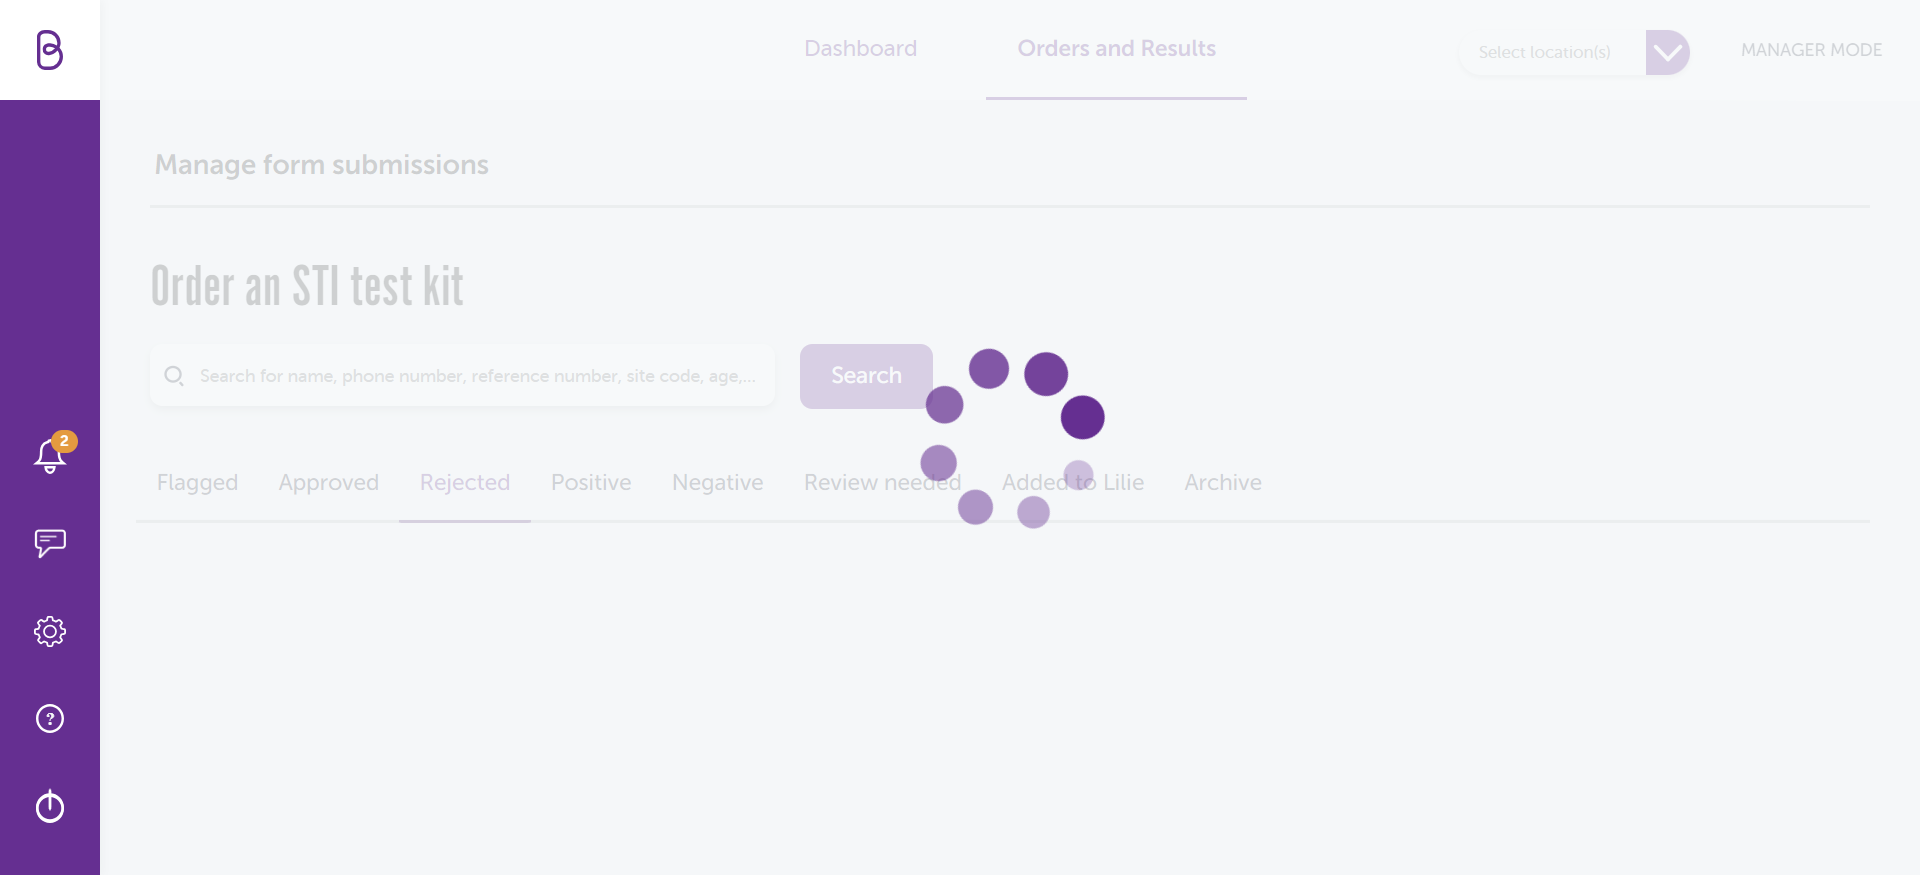 B
Dashboard
Orders and Results
Select location(s)
MANAGER MODE
Manage form submissions
Order an STI test kit
Search for name, phone number, reference number, site code, age,...
Search
2
Flagged
Approved
Rejected
Positive
Negative
Review needed
Added to Lilie
Archive
?